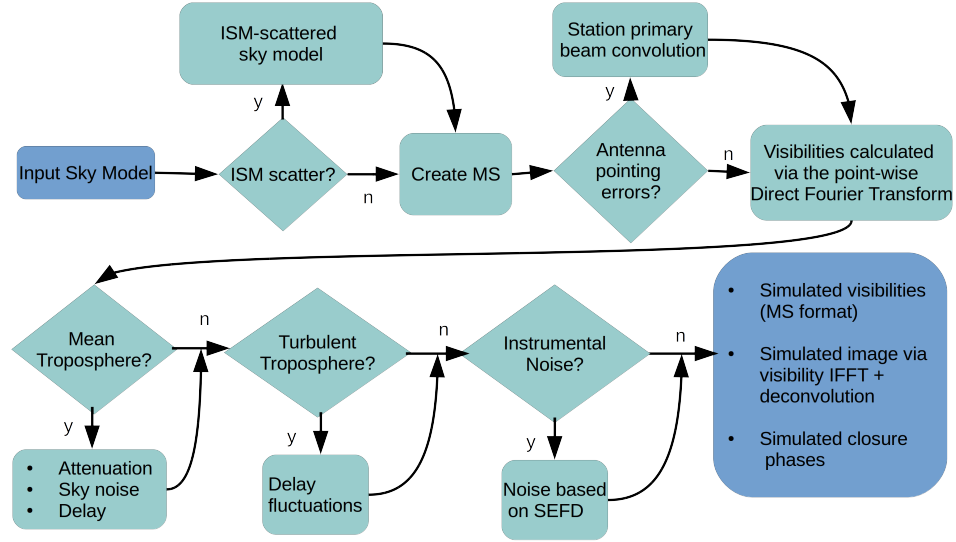 ISM-scattered
sky model
Station primary
beam convolution
y
y
Input Sky Model
ISM scatter?
n
Create MS
Antenna
pointing
errors?
n
Visibilities calculated
via the point-wise
Direct Fourier Transform
Mean
Troposphere?
n
y
• Attenuation
• Sky noise
• Delay
Turbulent
Troposphere?
n
y
Delay
fluctuations
Instrumental
Noise?
n
y
Noise based
on SEFD
• Simulated visibilities
(MS format)
• Simulated image via
visibility IFFT +
deconvolution
• Simulated closure
phases